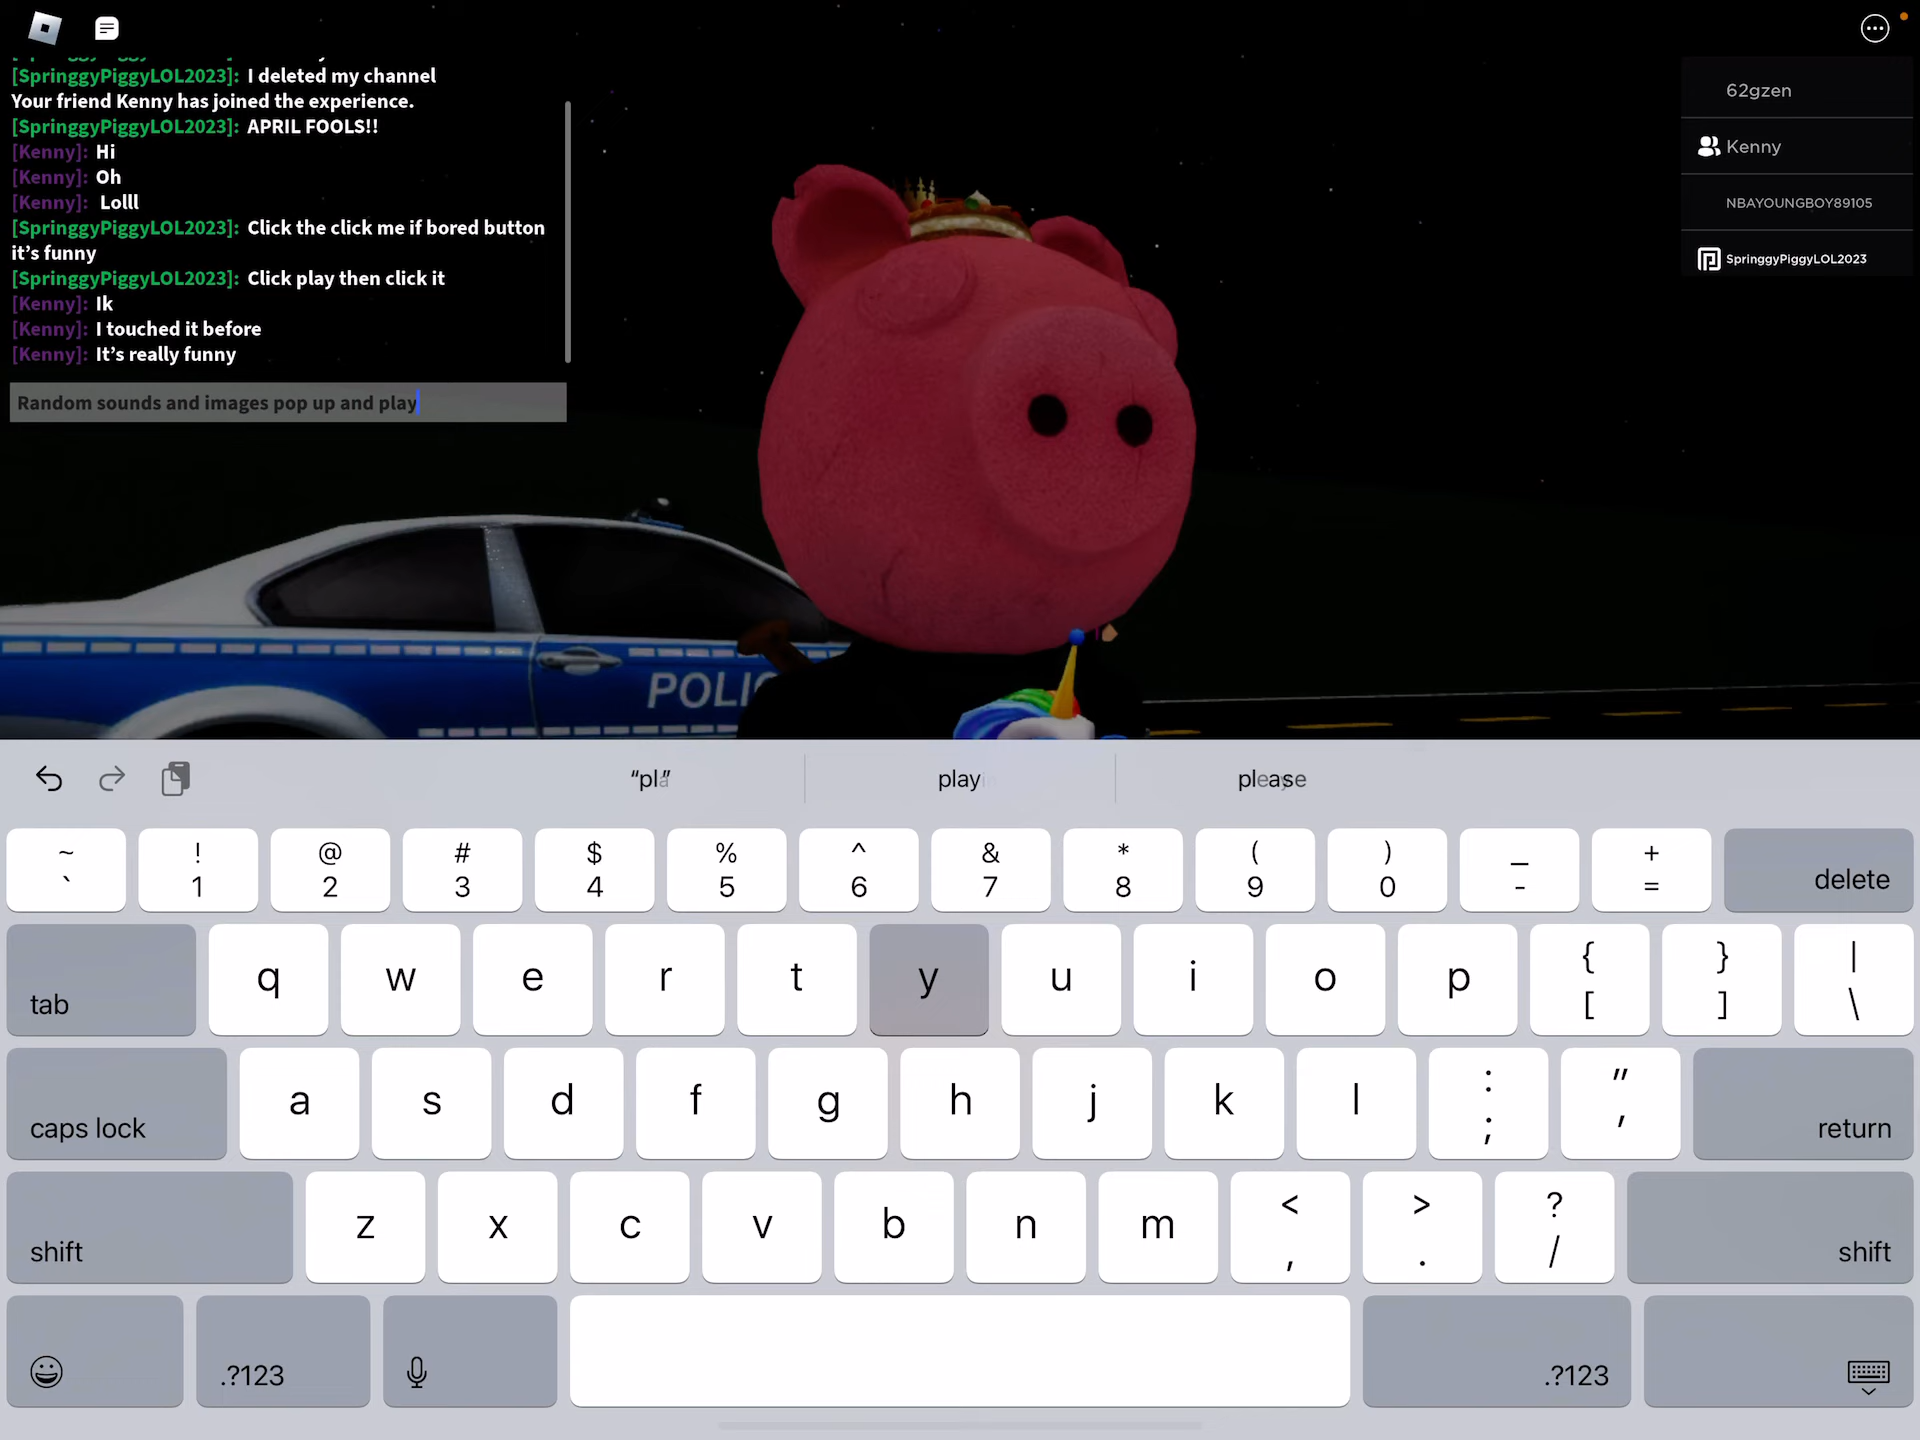 [SpringgyPiggyLOL2023]: I deleted my channel
Your friend Kenny has joined the experience.
[SpringgyPiggyLOL2023]: APRIL FOOLS!!
[Kenny]: Hi
[Kenny]: Oh
[Kenny]: Lolll
[SpringgyPiggyLOL2023]: Click the click me if bored button
it's funny
[SpringgyPiggyLOL2023]: Click play then click it
[Kenny]: Ik
[Kenny]: I touched it before
[Kenny]: It's really funny
Random sounds and images pop up and play
62gzen
Kenny
NBAYOUNGBOY89105
SpringgyPiggyLOL2023
POLIC
“pl” play please
~ ! @ # $ % ^ & * ( ) _ +
` 1 2 3 4 5 6 7 8 9 0 - = delete
tab q w e r t y u i o p { [ } ] | \
caps lock a s d f g h j k l : ; " ' return
shift z x c v b n m < , > . ? / shift
.?123 .?123